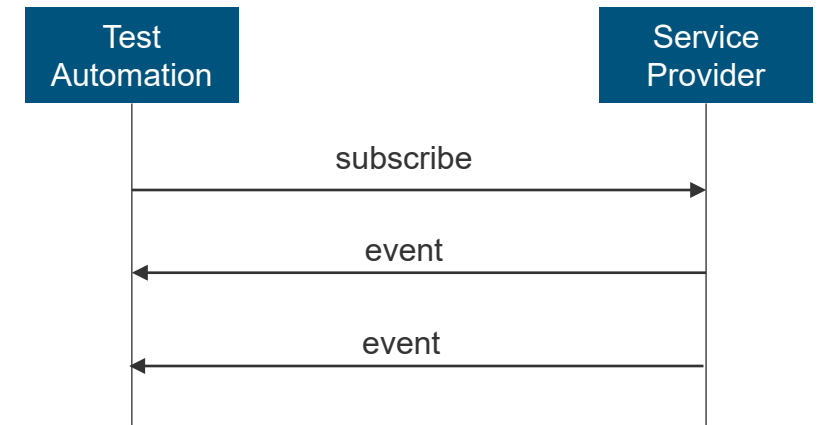 Test
Automation
Service
Provider
subscribe
event
event